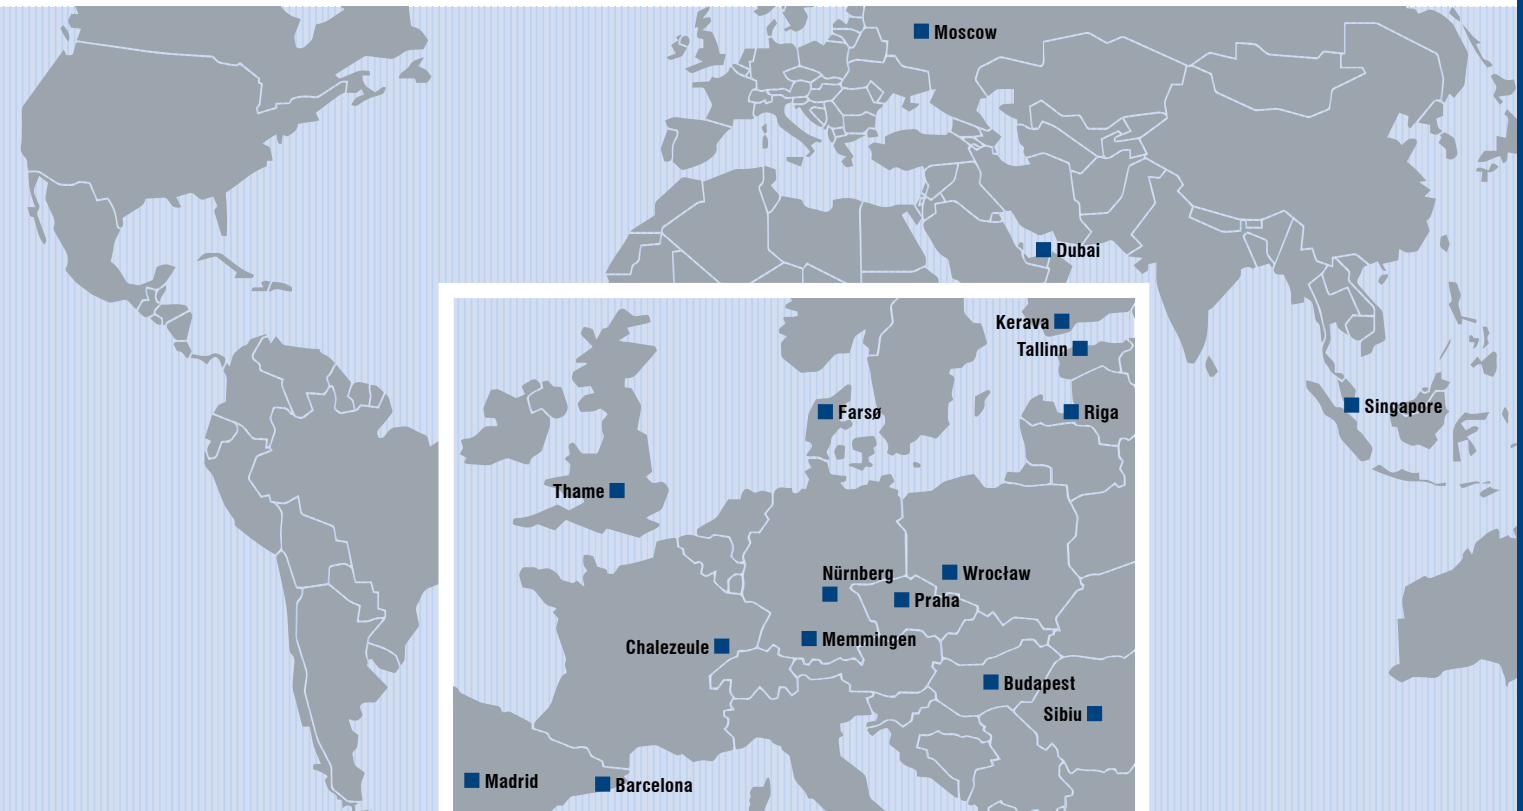 Moscow
Dubai
Kerava
Tallinn
Farsø
Riga
Singapore
Thame
Nürnberg
Wrocław
Praha
Chalezeule
Memmingen
Budapest
Sibiu
Madrid
Barcelona